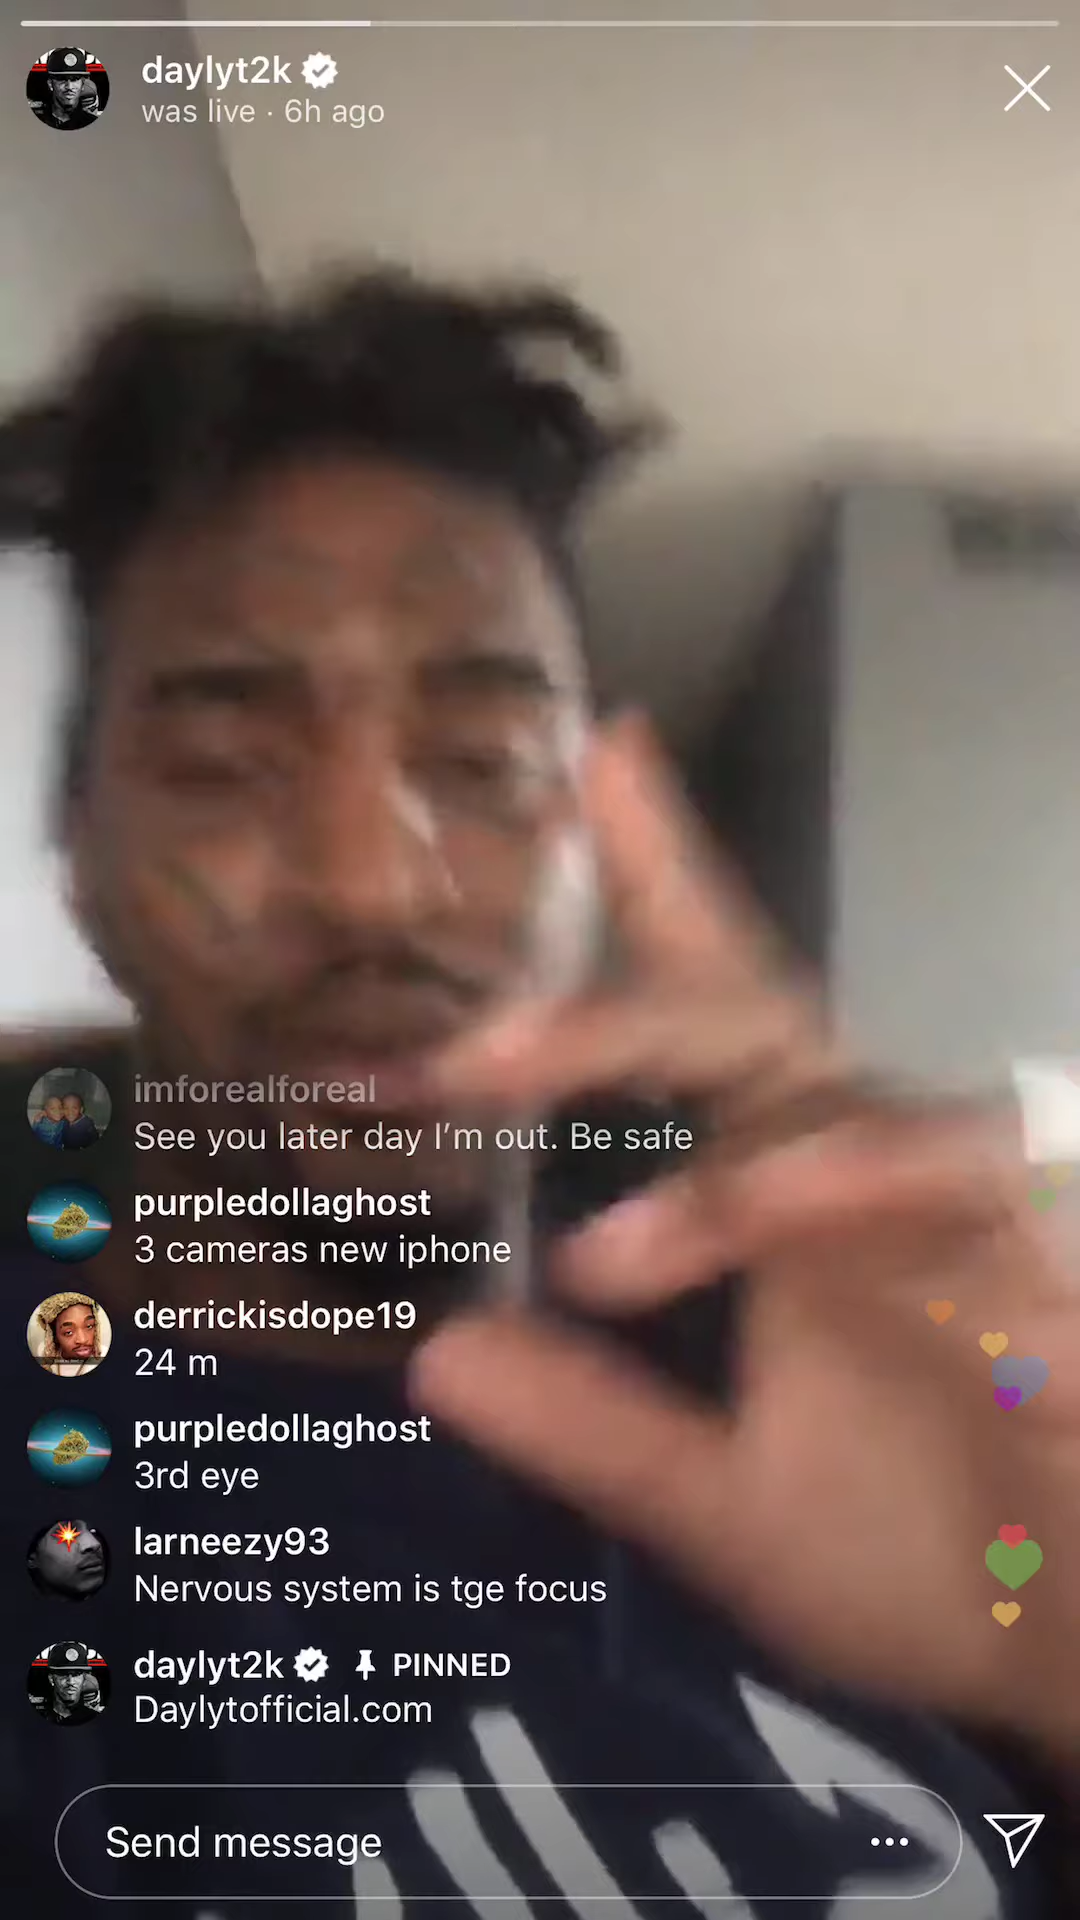 daylyt2k
was live · 6h ago
imforealforeal
See you later day I’m out. Be safe
purpledollaghost
3 cameras new iphone
derrickisdope19
24 m
purpledollaghost
3rd eye
larneezy93
Nervous system is tge focus
daylyt2k PINNED
Daylytofficial.com
Send message